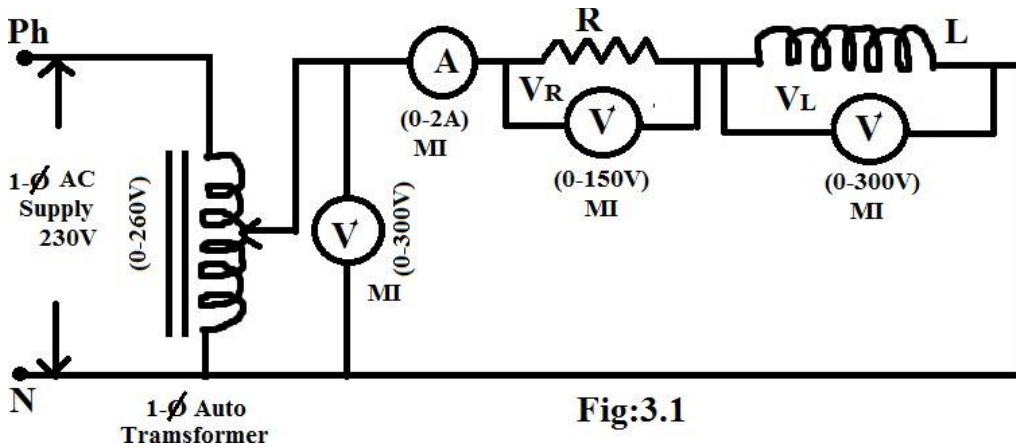 Ph
1-Ø AC
Supply
230V
N
(0-260V)
1-Ø Auto
Tramsformer
V
(0-300V)
MI
A
(0-2A)
MI
R
VR
V
(0-150V)
MI
L
VL
V
(0-300V)
MI
Fig:3.1